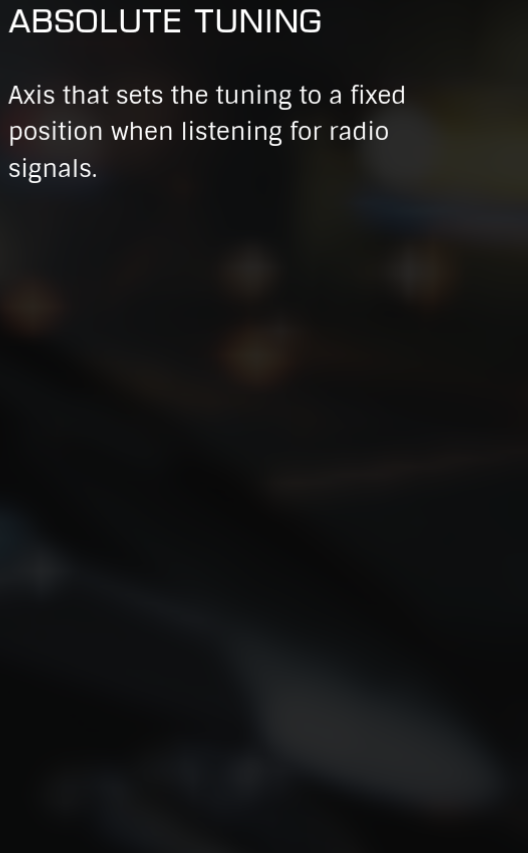 ABSOLUTE TUNING
Axis that sets the tuning to a fixed
position when listening for radio
signals.